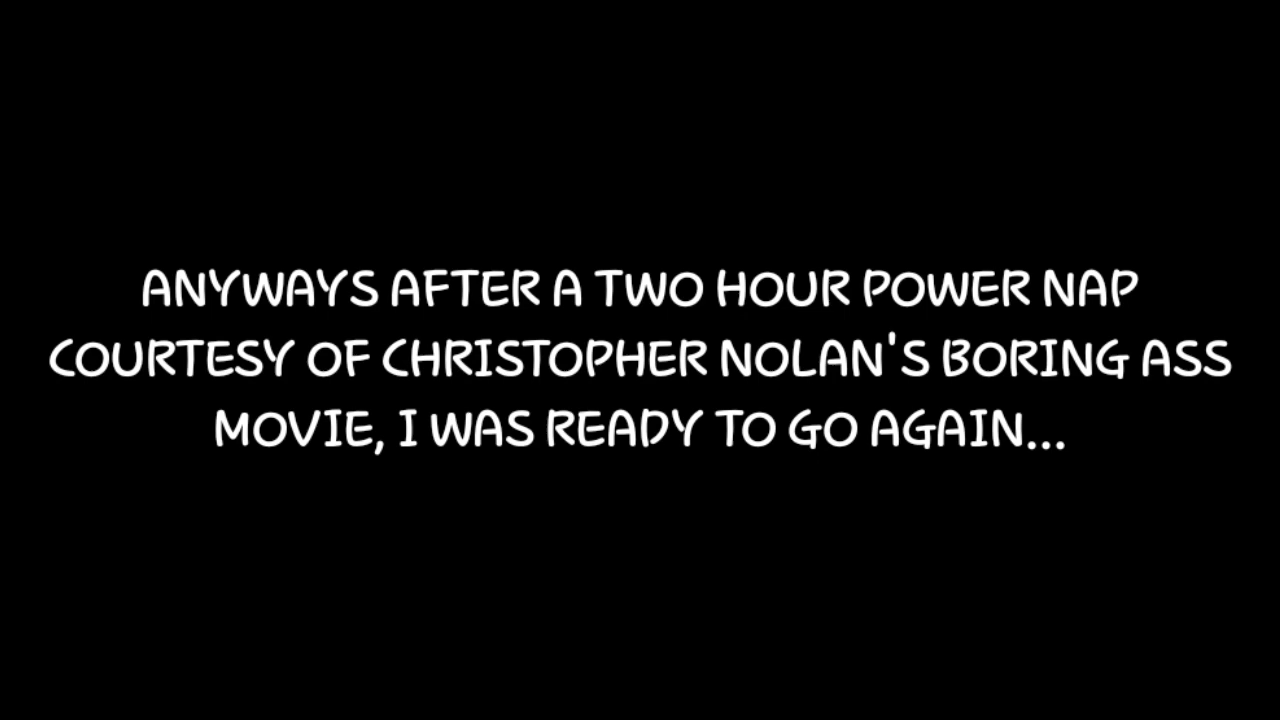 ANYWAYS AFTER A TWO HOUR POWER NAP
COURTESY OF CHRISTOPHER NOLAN'S BORING ASS
MOVIE, I WAS READY TO GO AGAIN...